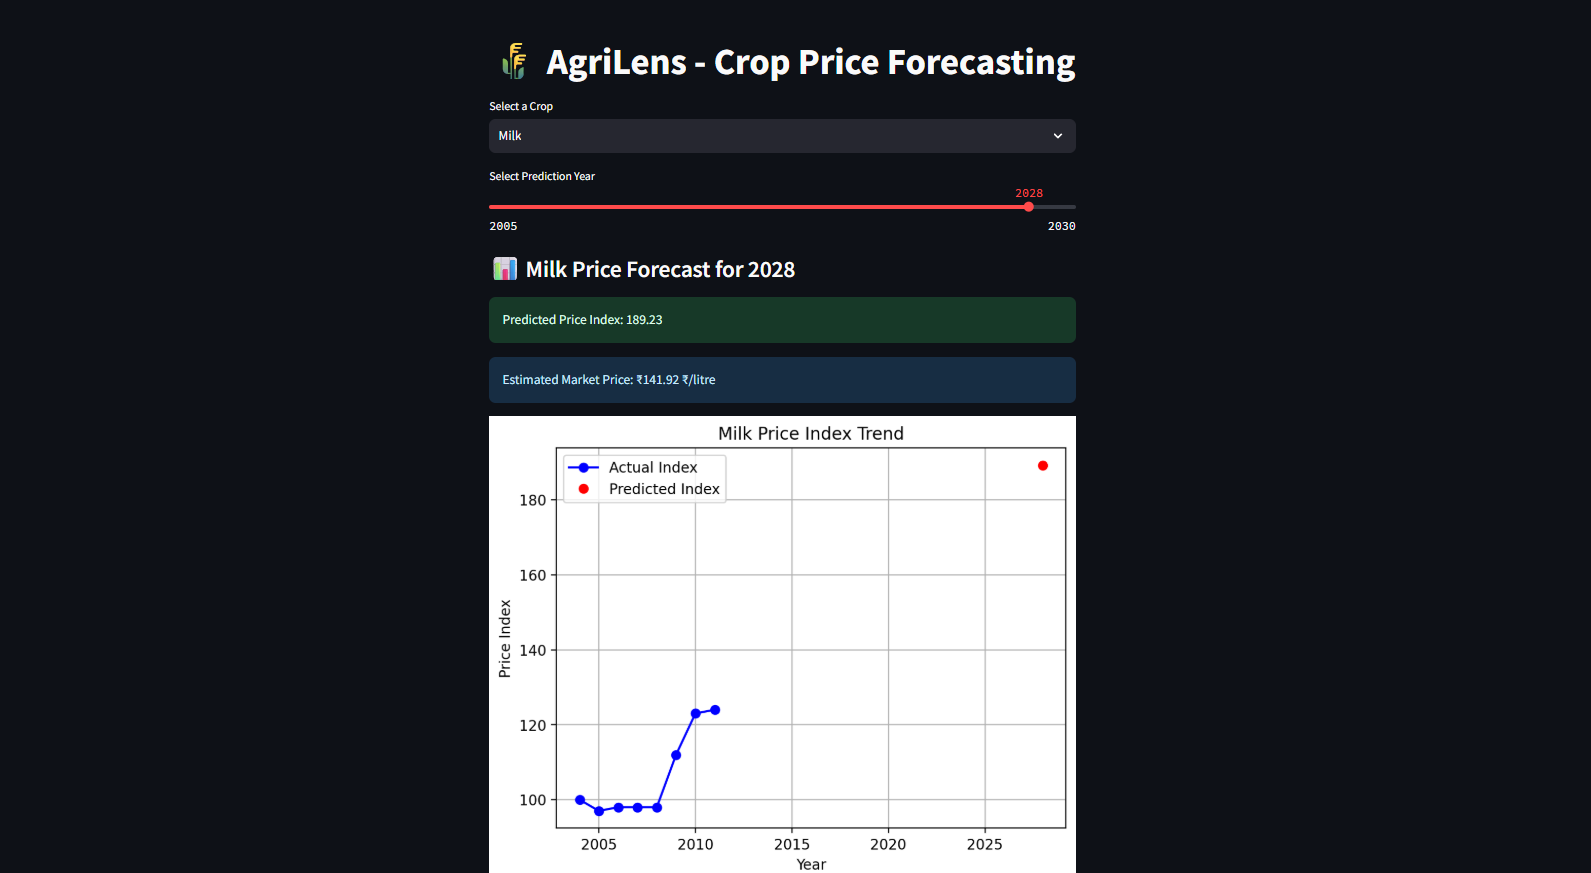 AgriLens - Crop Price Forecasting
Select a Crop
Milk
Select Prediction Year
2028
2005 2030
Milk Price Forecast for 2028
Predicted Price Index: 189.23
Estimated Market Price: ₹141.92 ₹/litre
Milk Price Index Trend
Actual Index
Predicted Index
180
160
140
120
100
Price Index
2005 2010 2015 2020 2025
Year